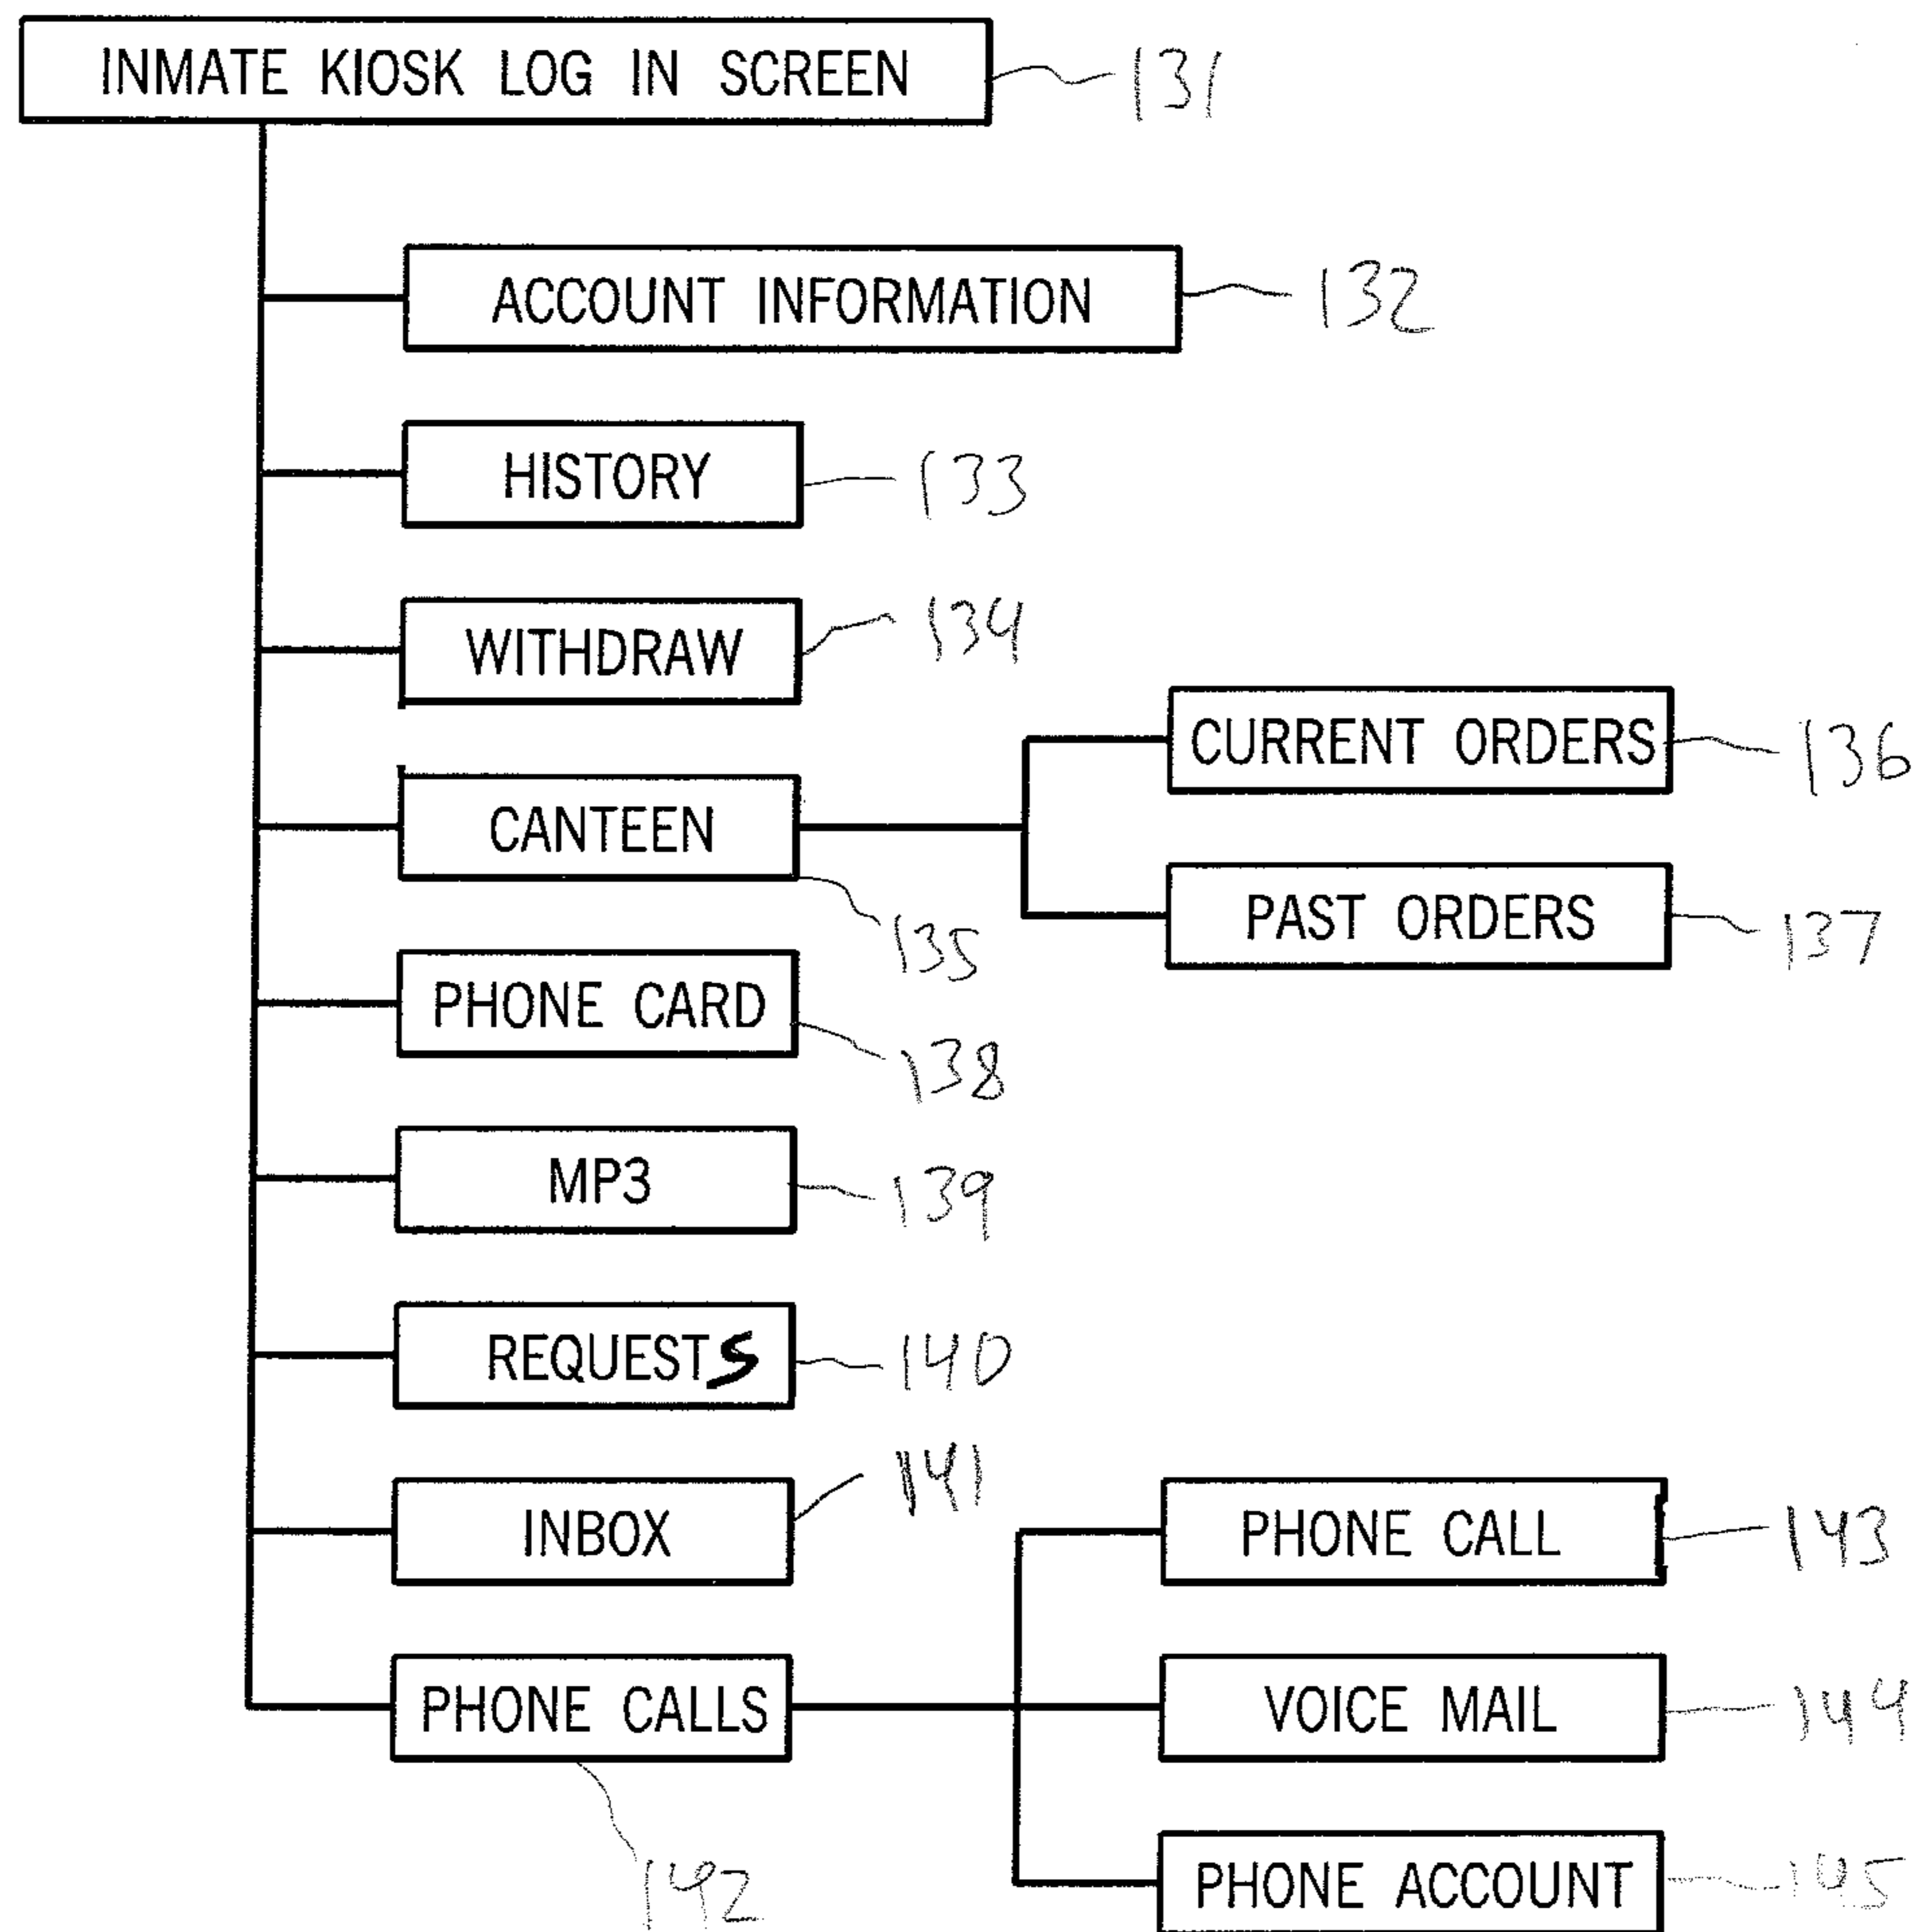 INMATE KIOSK LOG IN SCREEN 131
ACCOUNT INFORMATION 132
HISTORY 133
WITHDRAW 134
CURRENT ORDERS 136
CANTEEN 135
PAST ORDERS 137
PHONE CARD 138
MP3 139
REQUESTS 140
INBOX 141
PHONE CALL 143
PHONE CALLS 142
VOICE MAIL 144
PHONE ACCOUNT 145